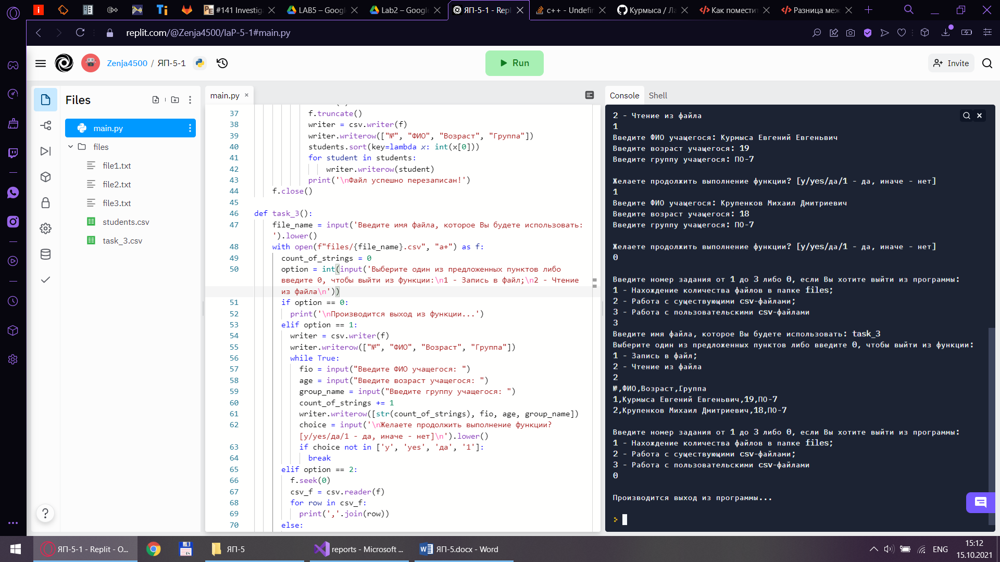 #141 Investig
LAB5 – Google
Lab2 – Google
ЯП-5-1 - Repl
c++ - Undefin
Курмыса / Ла
Как поместит
Разница меж
replit.com/@Zenja4500/IaP-5-1#main.py
Zenja4500 / ЯП-5-1
Run
Invite
Files
main.py
files
file1.txt
file2.txt
file3.txt
students.csv
task_3.csv
main.py ×
37 f.truncate()
38 writer = csv.writer(f)
39 writer.writerow(["№", "ФИО", "Возраст", "Группа"])
40 students.sort(key=lambda x: int(x[0]))
41 for student in students:
42 writer.writerow(student)
43 print('\nФайл успешно перезаписан!')
44 f.close()
45
46 def task_3():
47 file_name = input('Введите имя файла, которое Вы будете использовать:
').lower()
48 with open(f"files/{file_name}.csv", "a+") as f:
49 count_of_strings = 0
50 option = int(input('Выберите один из предложенных пунктов либо
введите 0, чтобы выйти из функции:\n1 - Запись в файл;\n2 - Чтение
из файла\n'))
51 if option == 0:
52 print('\nПроизводится выход из функции...')
53 elif option == 1:
54 writer = csv.writer(f)
55 writer.writerow(["№", "ФИО", "Возраст", "Группа"])
56 while True:
57 fio = input("Введите ФИО учащегося: ")
58 age = input("Введите возраст учащегося: ")
59 group_name = input("Введите группу учащегося: ")
60 count_of_strings += 1
61 writer.writerow([str(count_of_strings), fio, age, group_name])
62 choice = input('\nЖелаете продолжить выполнение функции?
[y/yes/да/1 - да, иначе - нет]\n').lower()
63 if choice not in ['y', 'yes', 'да', '1']:
64 break
65 elif option == 2:
66 f.seek(0)
67 csv_f = csv.reader(f)
68 for row in csv_f:
69 print(','.join(row))
70 else:
Console Shell
2 - Чтение из файла
1
Введите ФИО учащегося: Курмыса Евгений Евгеньвич
Введите возраст учащегося: 19
Введите группу учащегося: ПО-7
Желаете продолжить выполнение функции? [y/yes/да/1 - да, иначе - нет]
1
Введите ФИО учащегося: Крупенков Михаил Дмитриевич
Введите возраст учащегося: 18
Введите группу учащегося: ПО-7
Желаете продолжить выполнение функции? [y/yes/да/1 - да, иначе - нет]
0
Введите номер задания от 1 до 3 либо 0, если Вы хотите выйти из программы:
1 - Нахождение количества файлов в папке files;
2 - Работа с существующими csv-файлами;
3 - Работа с пользовательскими csv-файлами
3
Введите имя файла, которое Вы будете использовать: task_3
Выберите один из предложенных пунктов либо введите 0, чтобы выйти из функции:
1 - Запись в файл;
2 - Чтение из файла
2
№,ФИО,Возраст,Группа
1,Курмыса Евгений Евгеньвич,19,ПО-7
2,Крупенков Михаил Дмитриевич,18,ПО-7
Введите номер задания от 1 до 3 либо 0, если Вы хотите выйти из программы:
1 - Нахождение количества файлов в папке files;
2 - Работа с существующими csv-файлами;
3 - Работа с пользовательскими csv-файлами
0
Производится выход из программы...
ЯП-5-1 - Replit - O...
ЯП-5
reports - Microsoft ...
ЯП-5.docx - Word
ENG
15:12
15.10.2021